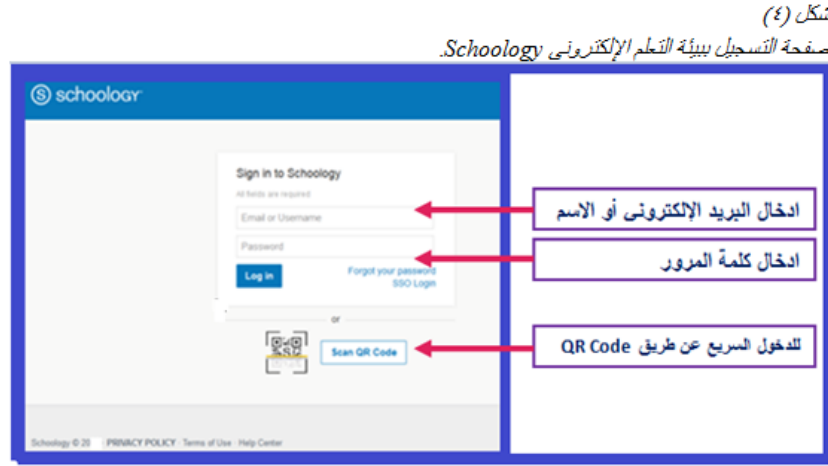 شكل (٤)
صفحة التسجيل ببيئة التعلم الإلكترونى Schoology.
schoology
Sign in to Schoology
All fields are required
Email or Username
ادخال البريد الإلكترونى أو الاسم
Password
ادخال كلمة المرور
Log in
Forgot your password
SSO Login
or
Scan QR Code
للدخول السريع عن طريق QR Code
Schoology © 20 PRIVACY POLICY · Terms of Use · Help Center